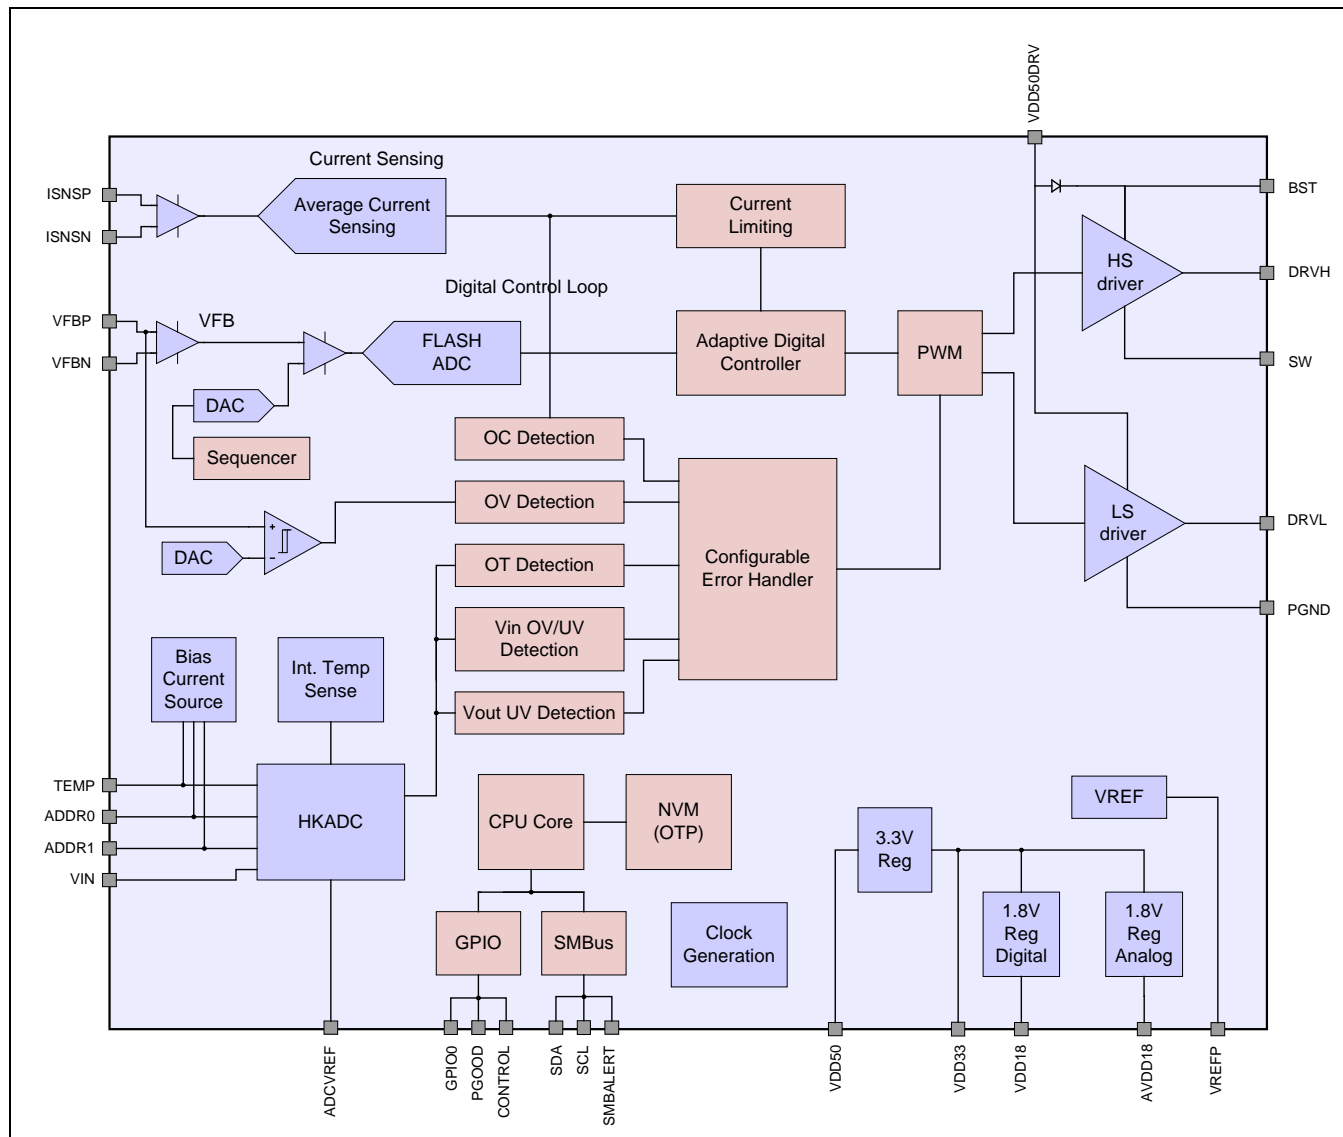 VDD50DRV
Current Sensing
ISNSP
ISNSN
Average Current
Sensing
Current
Limiting
BST
HS
driver
DRVH
SW
Digital Control Loop
VFBP
VFBN
VFB
FLASH
ADC
Adaptive Digital
Controller
PWM
DAC
Sequencer
OC Detection
OV Detection
+
-
DAC
OT Detection
Vin OV/UV
Detection
Vout UV Detection
Configurable
Error Handler
LS
driver
DRVL
PGND
Bias
Current
Source
Int. Temp
Sense
TEMP
ADDR0
ADDR1
VIN
HKADC
CPU Core
NVM
(OTP)
GPIO
SMBus
Clock
Generation
VREF
3.3V
Reg
1.8V
Reg
Digital
1.8V
Reg
Analog
ADCVREF
GPIO0
PGOOD
CONTROL
SDA
SCL
SMBALERT
VDD50
VDD33
VDD18
AVDD18
VREFP